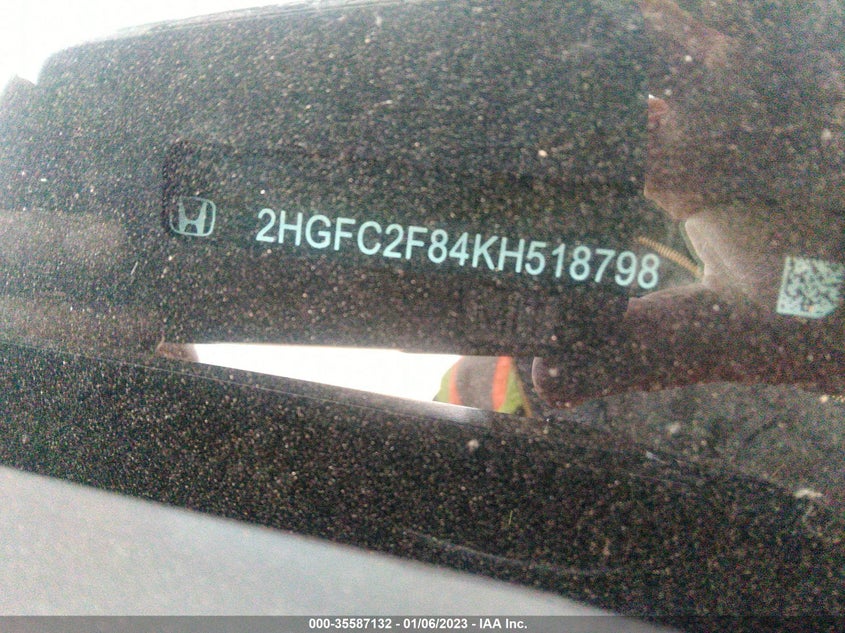 2HGFC2F84KH518798
000-35587132 - 01/06/2023 - IAA Inc.